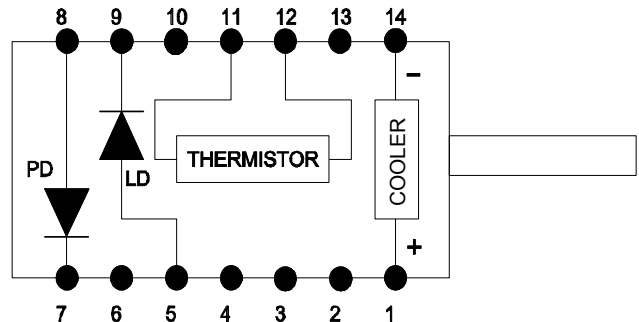 8 9 10 11 12 13 14
−
PD
LD
THERMISTOR
COOLER
+
7 6 5 4 3 2 1